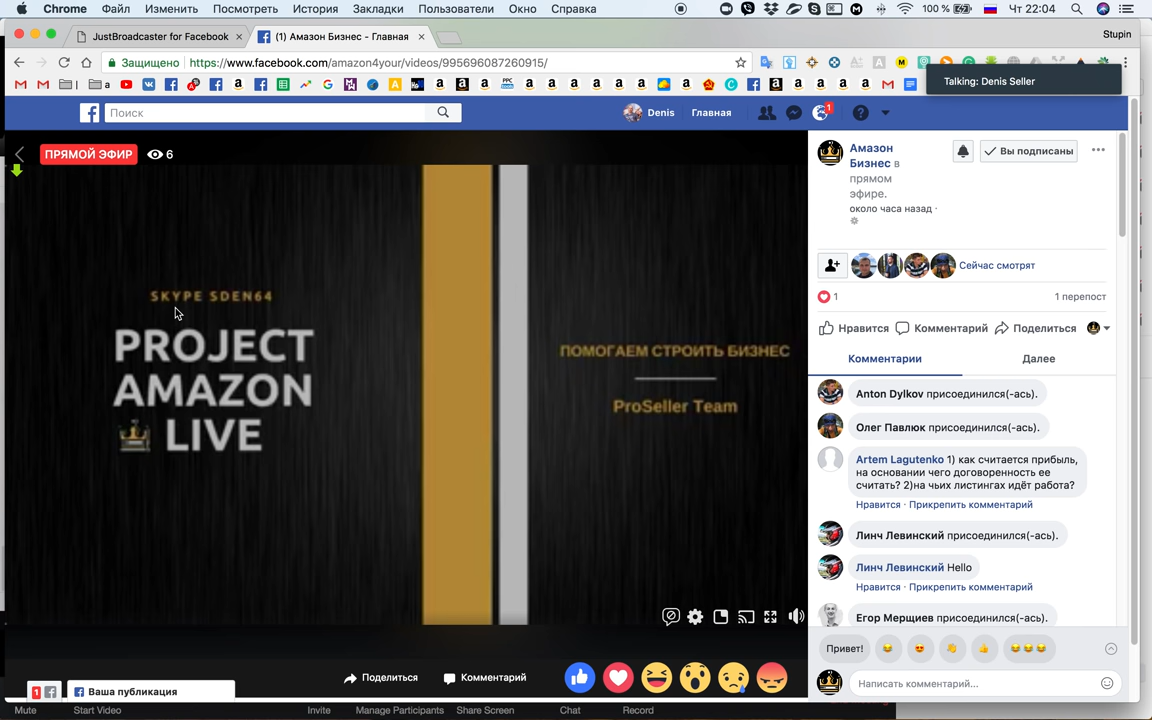 Chrome Файл Изменить Посмотреть История Закладки Пользователи Окно Справка 100 % Чт 22:04
JustBroadcaster for Facebook
(1) Амазон Бизнес - Главная
Stupin
Защищено https://www.facebook.com/amazon4your/videos/995696087260915/
Talking: Denis Seller
Поиск
Denis Главная 1
ПРЯМОЙ ЭФИР 6
SKYPE SDEN64
PROJECT
AMAZON
LIVE
ПОМОГАЕМ СТРОИТЬ БИЗНЕС
ProSeller Team
Амазон
Бизнес в
прямом
эфире.
около часа назад ·
Вы подписаны
Сейчас смотрят
1
1 перепост
Нравится Комментарий Поделиться
Комментарии Далее
Anton Dylkov присоединился(-ась).
Олег Павлюк присоединился(-ась).
Artem Lagutenko 1) как считается прибыль,
на основании чего договоренность ее
считать? 2)на чьих листингах идёт работа?
Нравится · Прикрепить комментарий
Линч Левинский присоединился(-ась).
Линч Левинский Hello
Нравится · Прикрепить комментарий
Егор Мерщиев присоединился(-ась).
Привет!
Написать комментарий...
Поделиться Комментарий
1 Ваша публикация
Mute Start Video Invite Manage Participants Share Screen Chat Record